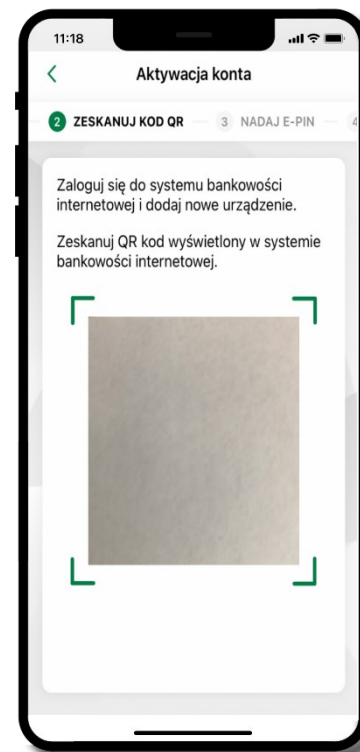 11:18
Aktywacja konta
2 ZESKANUJ KOD QR 3 NADAJ E-PIN 4
Zaloguj się do systemu bankowości
internetowej i dodaj nowe urządzenie.
Zeskanuj QR kod wyświetlony w systemie
bankowości internetowej.